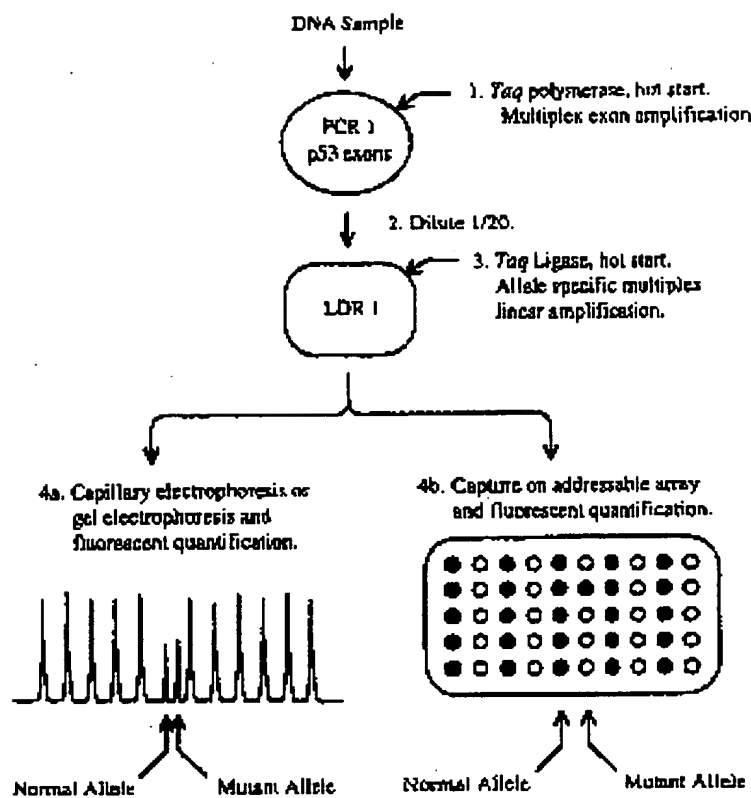 DNA Sample
1. Taq polymerase, hot start.
Multiplex exon amplification
PCR 1
p53 exons
2. Dilute 1/20.
3. Taq Ligase, hot start.
Allele specific multiplex
linear amplification.
LDR 1
4a. Capillary electrophoresis or
gel electrophoresis and
fluorescent quantification.
4b. Capture on addressable array
and fluorescent quantification.
Normal Allele
Mutant Allele
Normal Allele
Mutant Allele